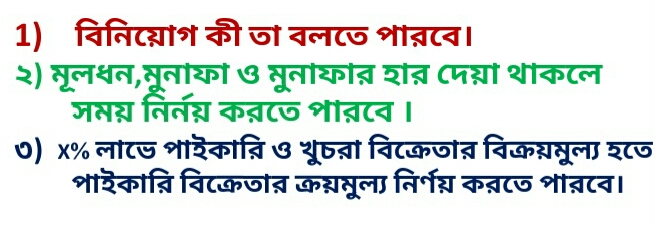 1) বিনিয়োগ কী তা বলতে পারবে।
২) মূলধন,মুনাফা ও মুনাফার হার দেয়া থাকলে
সময় নির্নয় করতে পারবে ।
৩) x% লাভে পাইকারি ও খুচরা বিক্রেতার বিক্রয়মুল্য হতে
পাইকারি বিক্রেতার ক্রয়মুল্য নির্ণয় করতে পারবে।